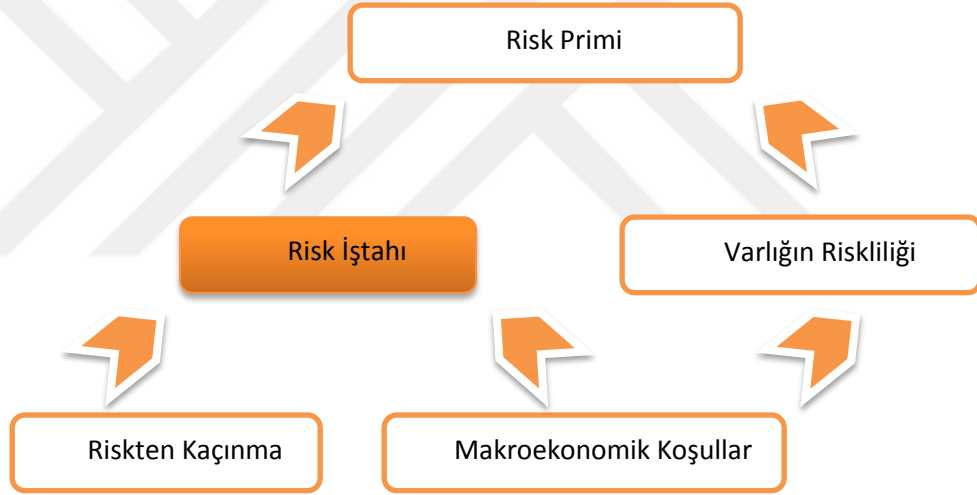 Risk Primi
Risk İştahı
Varlığın Riskliliği
Riskten Kaçınma
Makroekonomik Koşullar